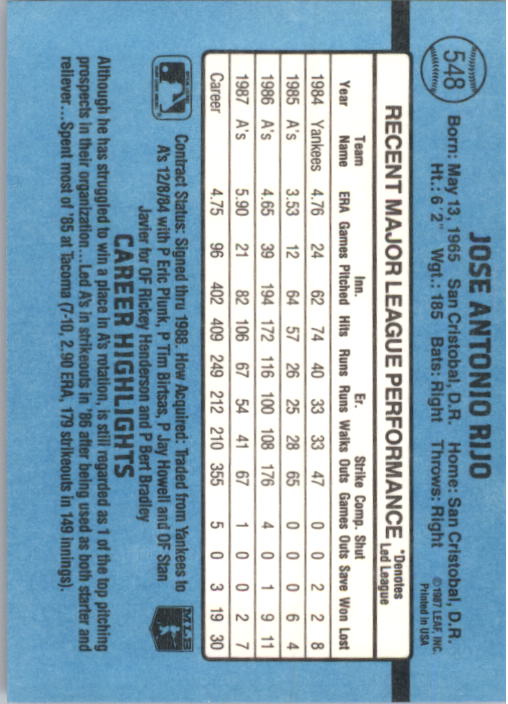 548
JOSE ANTONIO RIJO
Born: May 13, 1965 San Cristobal, D.R. Home: San Cristobal, D.R.
Ht.: 6'2" Wgt.: 185 Bats: Right Throws: Right
©1987 LEAF, INC.
Printed in USA
RECENT MAJOR LEAGUE PERFORMANCE *Denotes Led League
Year Team Name ERA Games Inn. Pitched Hits Runs Er. Runs Walks Strike Outs Comp. Games Shut Outs Save Won Lost
1984 Yankees 4.76 24 62 74 40 33 33 47 0 0 2 2 8
1985 A's 3.53 12 64 57 26 25 28 65 0 0 0 6 4
1986 A's 4.65 39 194 172 116 100 108 176 4 0 1 9 11
1987 A's 5.90 21 82 106 67 54 41 67 1 0 0 2 7
Career 4.75 96 402 409 249 212 210 355 5 0 3 19 30
Contract Status: Signed thru 1988. How Acquired: Traded from Yankees to
A's 12/8/84 with P Eric Plunk, P Tim Birtsas, P Jay Howell and OF Stan
Javier for OF Rickey Henderson and P Bert Bradley
MLB
CAREER HIGHLIGHTS
Although he has struggled to win a place in A's rotation, is still regarded as 1 of the top pitching
prospects in their organization...Led A's in strikeouts in '86 after being used as both starter and
reliever...Spent most of '85 at Tacoma (7-10, 2.90 ERA, 179 strikeouts in 149 innings).